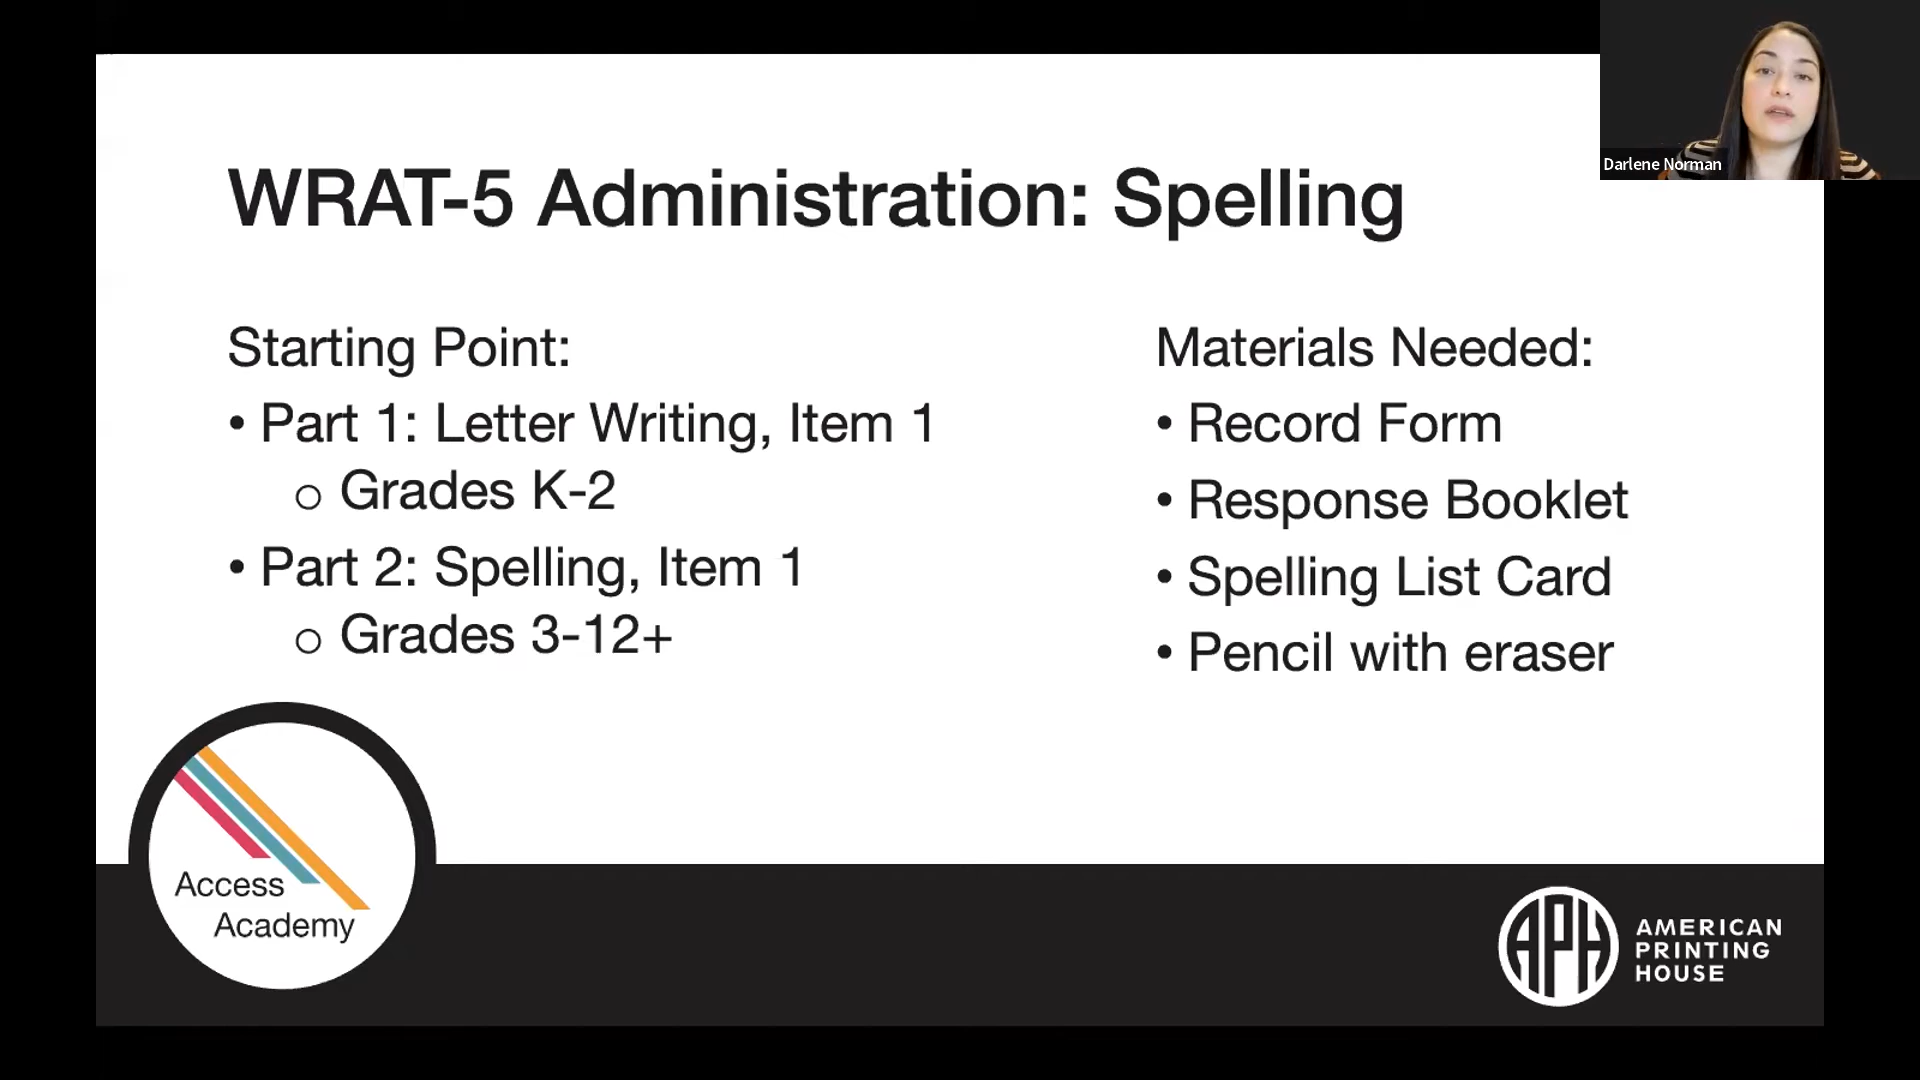 Darlene Norman
WRAT-5 Administration: Spelling
Starting Point:
• Part 1: Letter Writing, Item 1
o Grades K-2
• Part 2: Spelling, Item 1
o Grades 3-12+
Materials Needed:
• Record Form
• Response Booklet
• Spelling List Card
• Pencil with eraser
Access
Academy
APH
AMERICAN
PRINTING
HOUSE